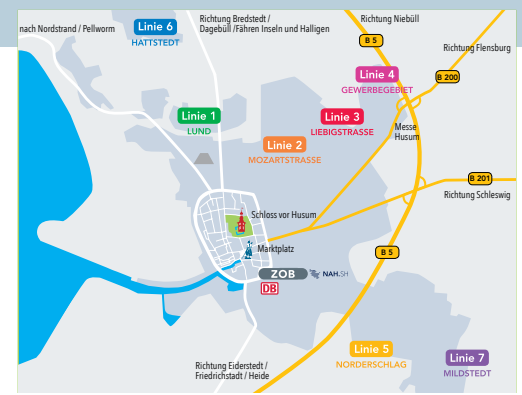 nach Nordstrand / Pellworm
Linie 6
HATTSTEDT
Richtung Bredstedt /
Dagebüll /Fähren Inseln und Halligen
Richtung Niebüll
B 5
Richtung Flensburg
Linie 4
GEWERBEGEBIET
B 200
Linie 1
LUND
Linie 3
LIEBIGSTRASSE
Messe
Husum
Linie 2
MOZARTSTRASSE
B 201
Richtung Schleswig
Schloss vor Husum
Marktplatz
B 5
ZOB
NAH.SH
DB
Linie 5
NORDERSCHLAG
Linie 7
MILDSTEDT
Richtung Eiderstedt /
Friedrichstadt / Heide